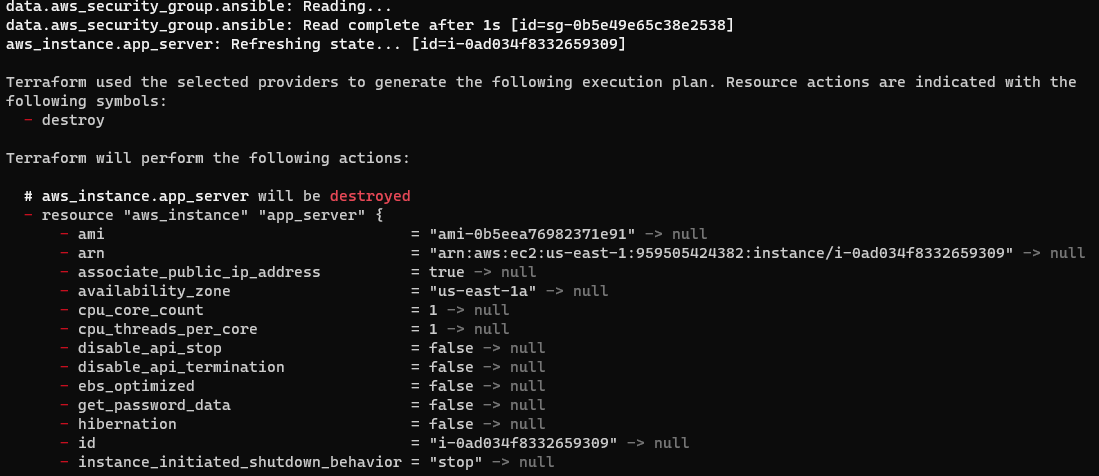 data.aws_security_group.ansible: Reading...
data.aws_security_group.ansible: Read complete after 1s [id=sg-0b5e49e65c38e2538]
aws_instance.app_server: Refreshing state... [id=i-0ad034f8332659309]
Terraform used the selected providers to generate the following execution plan. Resource actions are indicated with the
following symbols:
  - destroy
Terraform will perform the following actions:
  # aws_instance.app_server will be destroyed
  - resource "aws_instance" "app_server" {
      - ami                                  = "ami-0b5eea76982371e91" -> null
      - arn                                  = "arn:aws:ec2:us-east-1:959505424382:instance/i-0ad034f8332659309" -> null
      - associate_public_ip_address          = true -> null
      - availability_zone                    = "us-east-1a" -> null
      - cpu_core_count                       = 1 -> null
      - cpu_threads_per_core                 = 1 -> null
      - disable_api_stop                     = false -> null
      - disable_api_termination              = false -> null
      - ebs_optimized                        = false -> null
      - get_password_data                    = false -> null
      - hibernation                          = false -> null
      - id                                   = "i-0ad034f8332659309" -> null
      - instance_initiated_shutdown_behavior = "stop" -> null